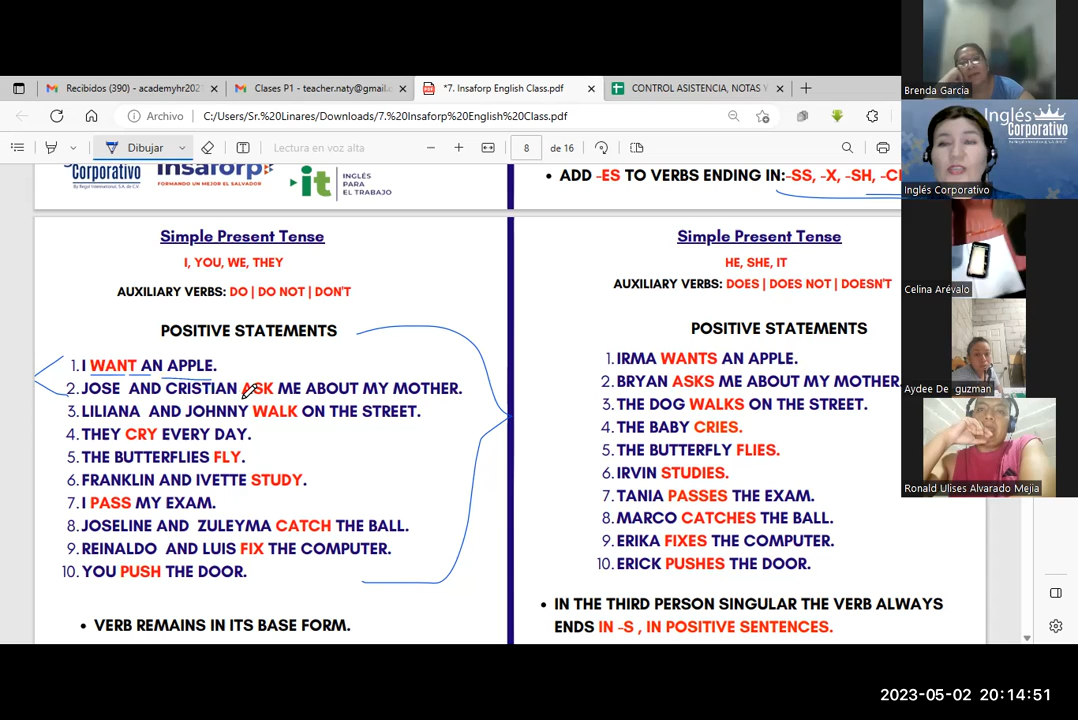 Recibidos (390) - academyhr202
Clases P1 - teacher.naty@gmail.c
*7. Insaforp English Class.pdf
CONTROL ASISTENCIA, NOTAS Y
Archivo
C:/Users/Sr.%20Linares/Downloads/7.%20Insaforp%20English%20Class.pdf
Dibujar
Lectura en voz alta
8
de 16
Corporativo
By Regal International, S.A. de C.V.
Insaforp
FORMANDO UN MEJOR EL SALVADOR
it
INGLÉS
PARA
EL TRABAJO
• ADD -ES TO VERBS ENDING IN:-SS, -X, -SH,
Simple Present Tense
I, YOU, WE, THEY
AUXILIARY VERBS: DO | DO NOT | DON'T
POSITIVE STATEMENTS
1. I WANT AN APPLE.
2. JOSE AND CRISTIAN ASK ME ABOUT MY MOTHER.
3. LILIANA AND JOHNNY WALK ON THE STREET.
4. THEY CRY EVERY DAY.
5. THE BUTTERFLIES FLY.
6. FRANKLIN AND IVETTE STUDY.
7. I PASS MY EXAM.
8. JOSELINE AND ZULEYMA CATCH THE BALL.
9. REINALDO AND LUIS FIX THE COMPUTER.
10. YOU PUSH THE DOOR.
• VERB REMAINS IN ITS BASE FORM.
Simple Present Tense
HE, SHE, IT
AUXILIARY VERBS: DOES | DOES NOT | DOESN'T
POSITIVE STATEMENTS
1. IRMA WANTS AN APPLE.
2. BRYAN ASKS ME ABOUT MY MOTHER.
3. THE DOG WALKS ON THE STREET.
4. THE BABY CRIES.
5. THE BUTTERFLY FLIES.
6. IRVIN STUDIES.
7. TANIA PASSES THE EXAM.
8. MARCO CATCHES THE BALL.
9. ERIKA FIXES THE COMPUTER.
10. ERICK PUSHES THE DOOR.
• IN THE THIRD PERSON SINGULAR THE VERB ALWAYS
ENDS IN -S , IN POSITIVE SENTENCES.
Brenda García
Inglés
Corporativo
Inglés Corporativo
Celina Arévalo
Aydee De guzman
Ronald Ulises Alvarado Mejia
2023-05-02 20:14:51